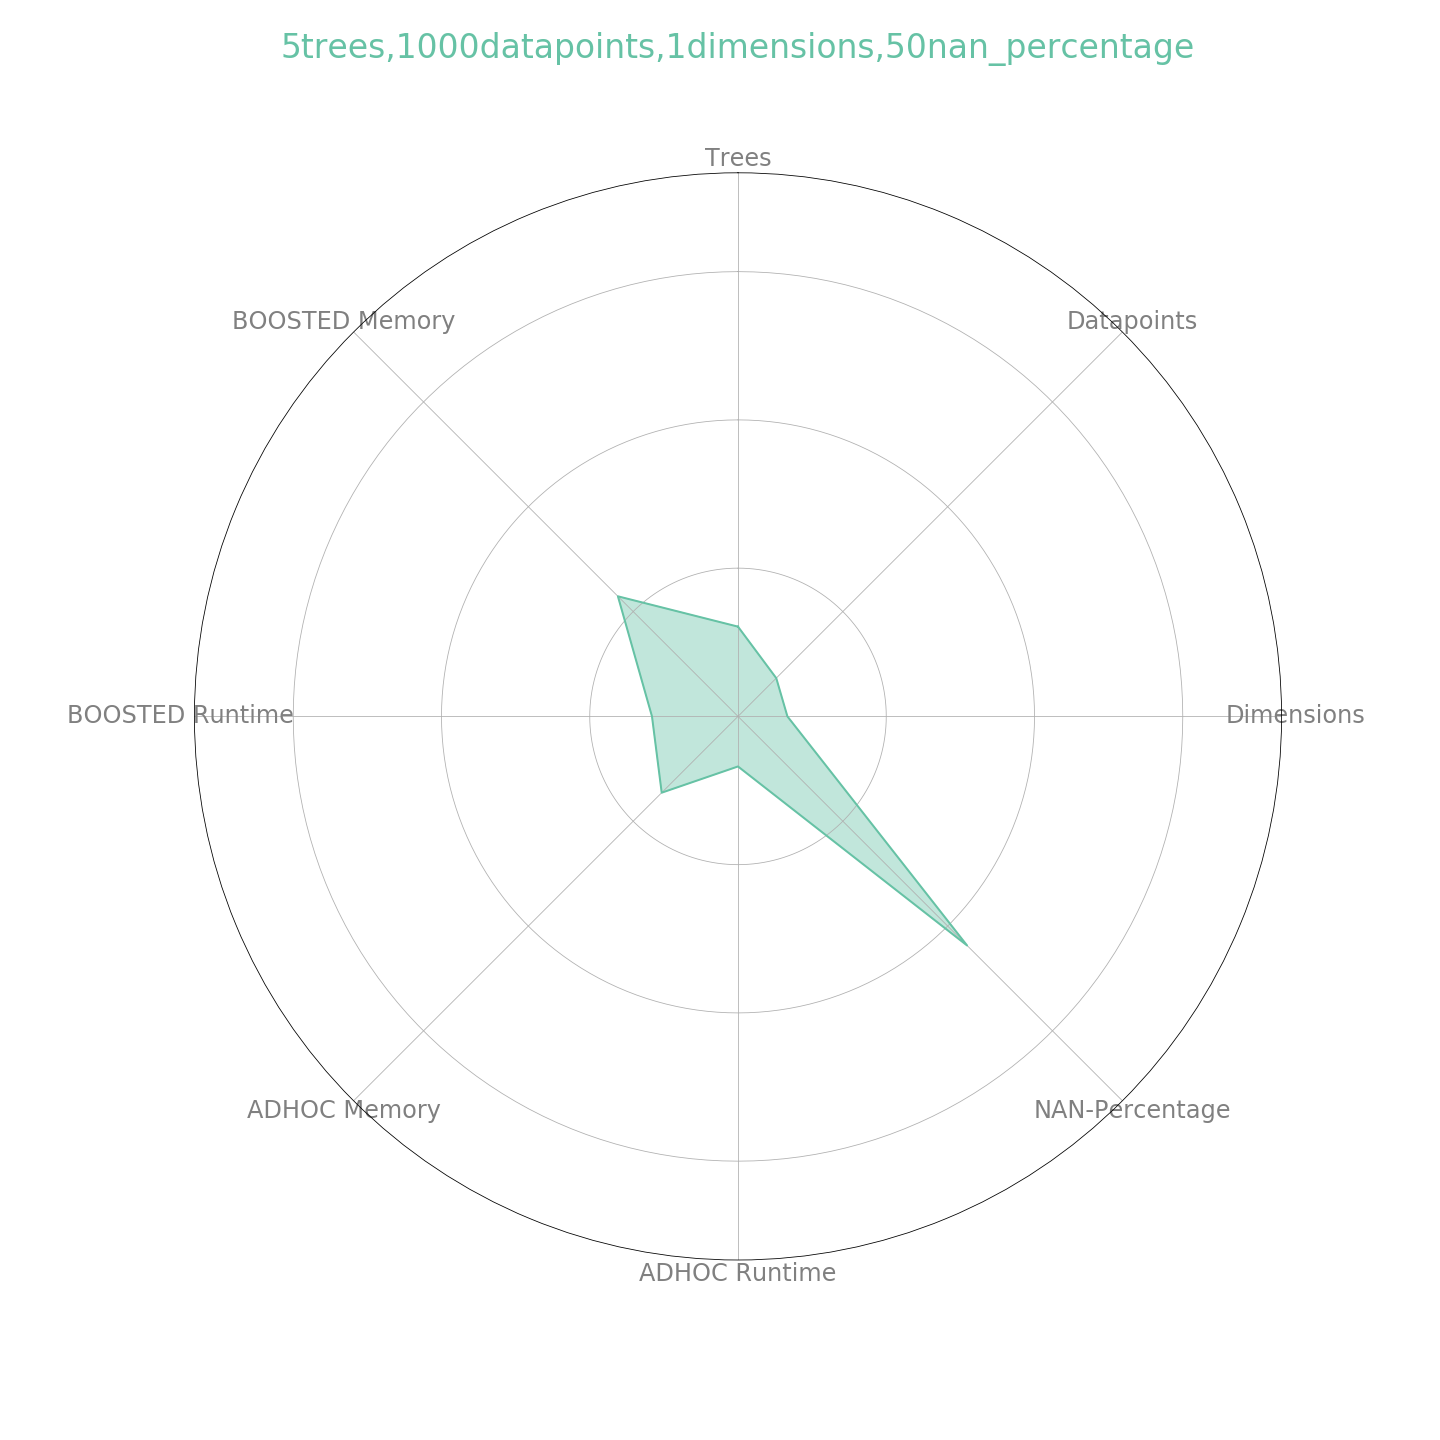 5trees,1000datapoints,1dimensions,50nan_percentage
Trees
BOOSTED Memory
Datapoints
BOOSTED Runtime
Dimensions
ADHOC Memory
NAN-Percentage
ADHOC Runtime